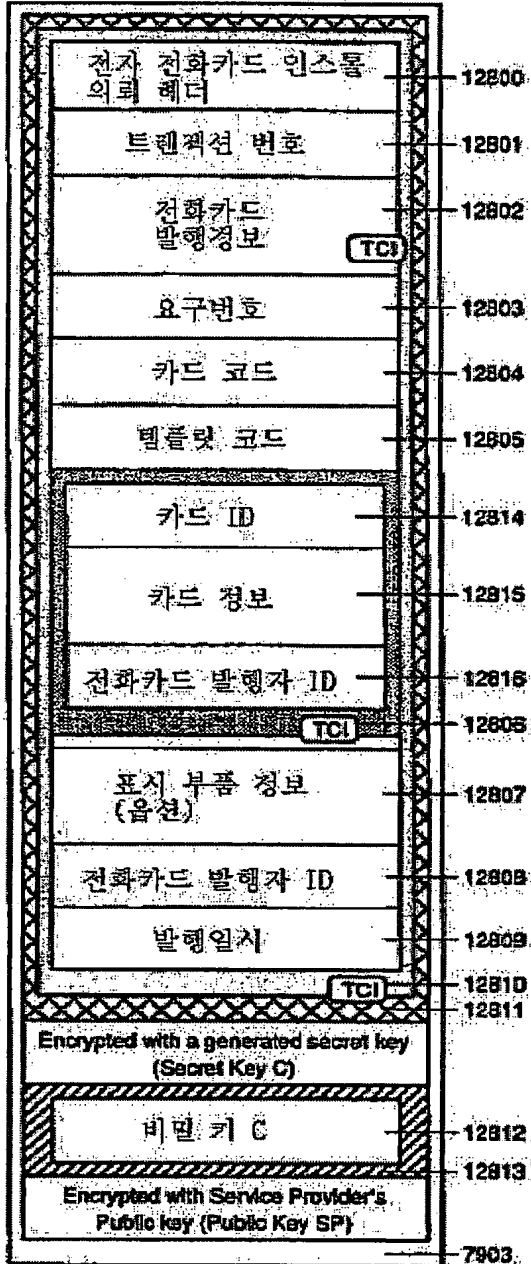 전자 전화카드 인스톨
의뢰 헤더
12800
트랜잭션 번호
12801
전화카드
발행정보
TCI
12802
요구번호
12803
카드 코드
12804
템플릿 코드
12805
카드 ID
12814
카드 정보
12815
전화카드 발행자 ID
12816
TCI
12806
표시 부품 정보
(옵션)
12807
전화카드 발행자 ID
12808
발행일시
12809
TCI
12810
12811
Encrypted with a generated secret key
(Secret Key C)
비밀 키 C
12812
12813
Encrypted with Service Provider's
Public key (Public Key SP)
7903